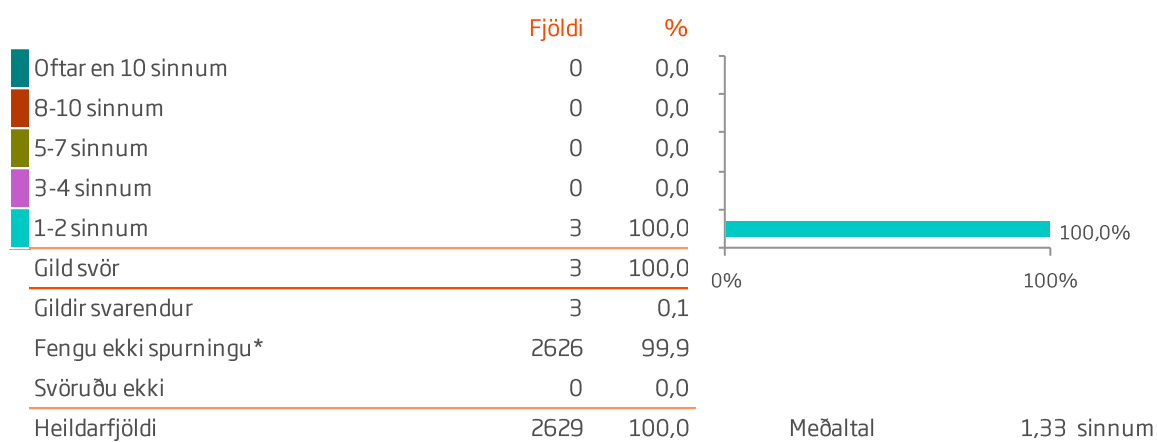 Fjöldi %
Oftar en 10 sinnum 0 0,0
8-10 sinnum 0 0,0
5-7 sinnum 0 0,0
3-4 sinnum 0 0,0
1-2 sinnum 3 100,0
100,0%
Gild svör 3 100,0
0% 100%
Gildir svarendur 3 0,1
Fengu ekki spurningu* 2626 99,9
Svöruðu ekki 0 0,0
Heildarfjöldi 2629 100,0
Meðaltal 1,33 sinnum